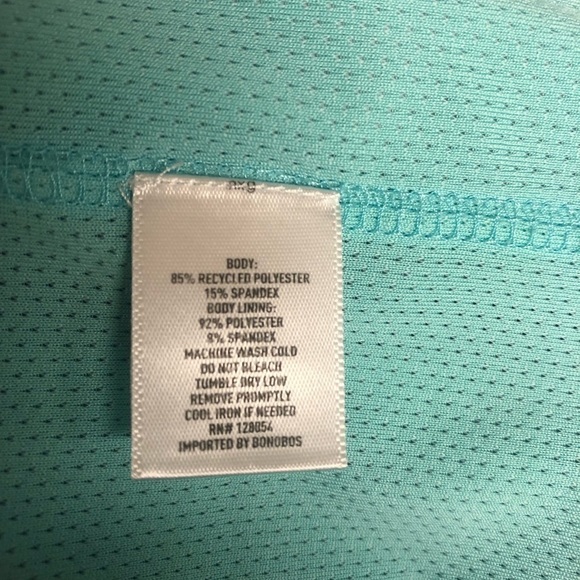 BODY:
85% RECYCLED POLYESTER
15% SPANDEX
BODY LINING:
92% POLYESTER
8% SPANDEX
MACHINE WASH COLD
DO NOT BLEACH
TUMBLE DRY LOW
REMOVE PROMPTLY
COOL IRON IF NEEDED
RN# 128054
IMPORTED BY BONOBOS